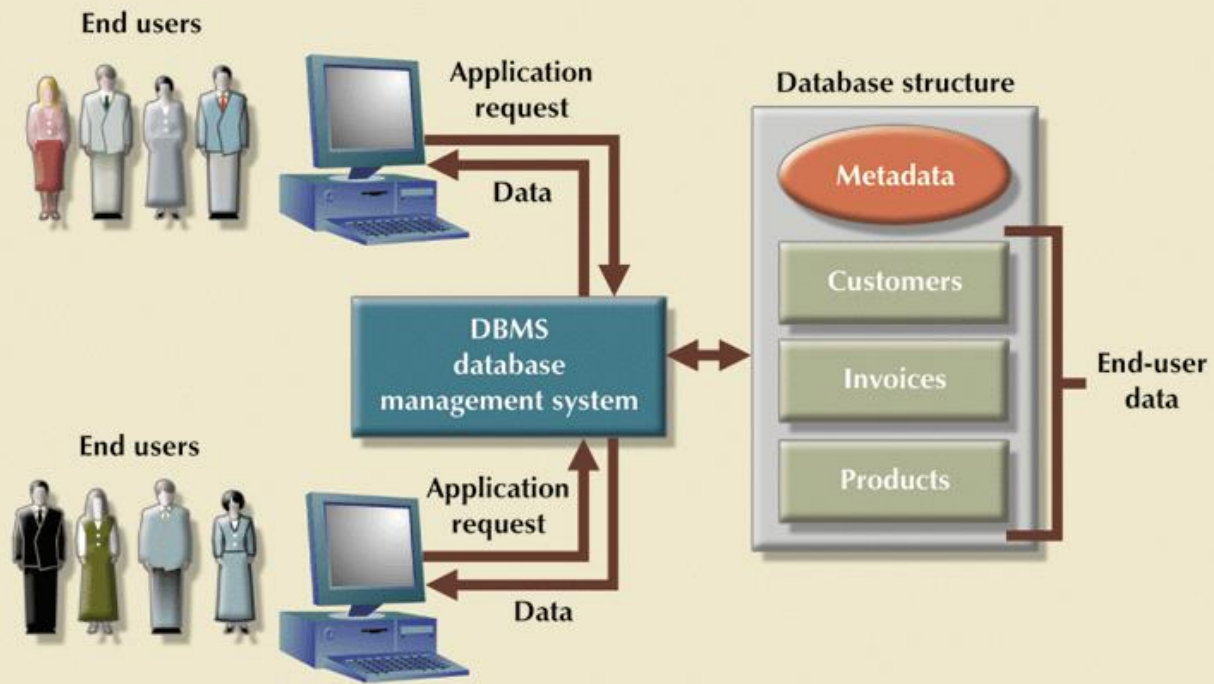 End users
Application
request
Data
Database structure
Metadata
Customers
Invoices
Products
End-user
data
DBMS
database
management system
End users
Application
request
Data